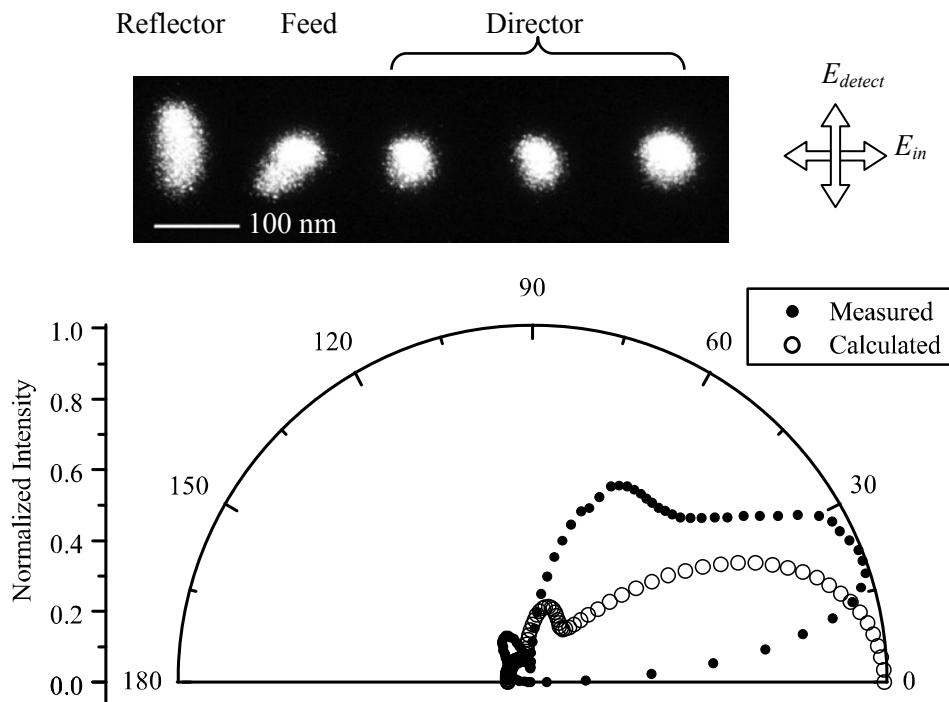 Reflector Feed Director
E_detect
E_in
100 nm
90
Measured
Calculated
120 60
150 30
180 0
1.0
0.8
0.6
0.4
0.2
0.0
Normalized Intensity